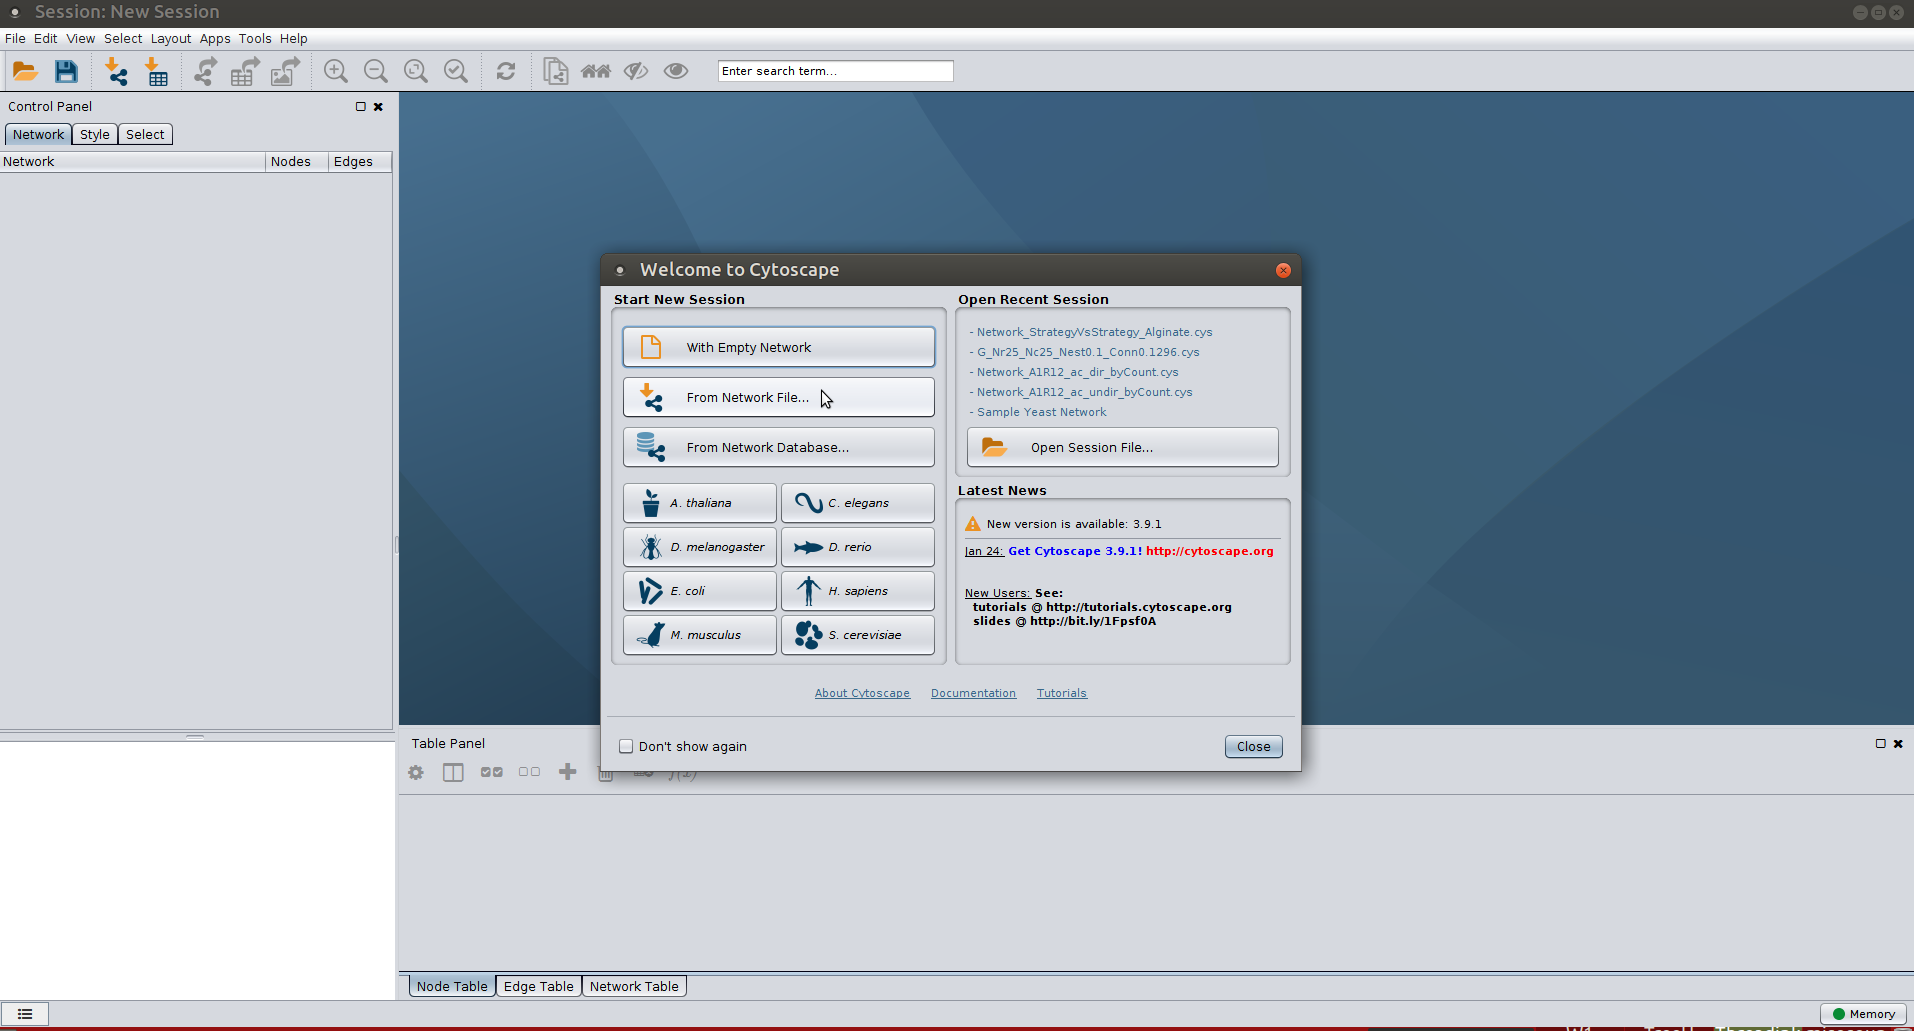 Session: New Session
File Edit View Select Layout Apps Tools Help
Enter search term...
Control Panel
Network Style Select
Network Nodes Edges
Welcome to Cytoscape
Start New Session
With Empty Network
From Network File...
From Network Database...
A. thaliana C. elegans
D. melanogaster D. rerio
E. coli H. sapiens
M. musculus S. cerevisiae
Open Recent Session
- Network_StrategyVsStrategy_Alginate.cys
- G_Nr25_Nc25_Nest0.1_Conn0.1296.cys
- Network_A1R12_ac_dir_byCount.cys
- Network_A1R12_ac_undir_byCount.cys
- Sample Yeast Network
Open Session File...
Latest News
New version is available: 3.9.1
Jan 24: Get Cytoscape 3.9.1! http://cytoscape.org
New Users: See:
tutorials @ http://tutorials.cytoscape.org
slides @ http://bit.ly/1Fpsf0A
About Cytoscape Documentation Tutorials
Don't show again
Close
Table Panel
Node Table Edge Table Network Table
Memory